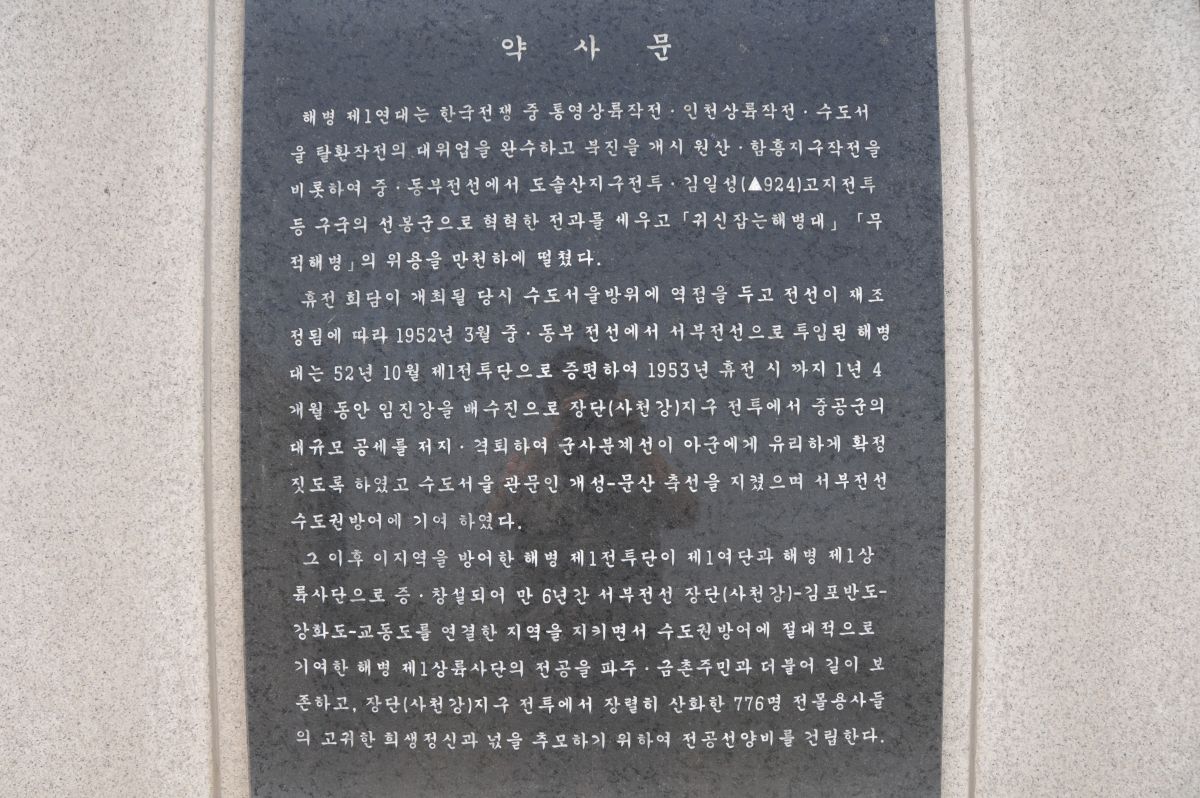 약 사 문
해병 제1연대는 한국전쟁 중 통영상륙작전·인천상륙작전·수도서
울 탈환작전의 대위업을 완수하고 북진을 개시 원산·함흥지구작전을
비롯하여 중·동부전선에서 도솔산지구전투·김일성(▲924)고지전투
등 구국의 선봉군으로 혁혁한 전과를 세우고 「귀신잡는해병대」 「무
적해병」의 위용을 만천하에 떨쳤다.
휴전 회담이 개최될 당시 수도서울방위에 역점을 두고 전선이 재조
정됨에 따라 1952년 3월 중·동부 전선에서 서부전선으로 투입된 해병
대는 52년 10월 제1전투단으로 증편하여 1953년 휴전 시 까지 1년 4
개월 동안 임진강을 배수진으로 장단(사천강)지구 전투에서 중공군의
대규모 공세를 저지·격퇴하여 군사분계선이 아군에게 유리하게 확정
짓도록 하였고 수도서울 관문인 개성-문산 축선을 지켰으며 서부전선
수도권방어에 기여 하였다.
그 이후 이지역을 방어한 해병 제1전투단이 제1여단과 해병 제1상
륙사단으로 증·창설되어 만 6년간 서부전선 장단(사천강)-김포반도-
강화도-교동도를 연결한 지역을 지키면서 수도권방어에 절대적으로
기여한 해병 제1상륙사단의 전공을 파주·금촌주민과 더불어 길이 보
존하고, 장단(사천강)지구 전투에서 장렬히 산화한 776명 전몰용사들
의 고귀한 희생정신과 넋을 추모하기 위하여 전공선양비를 건립한다.